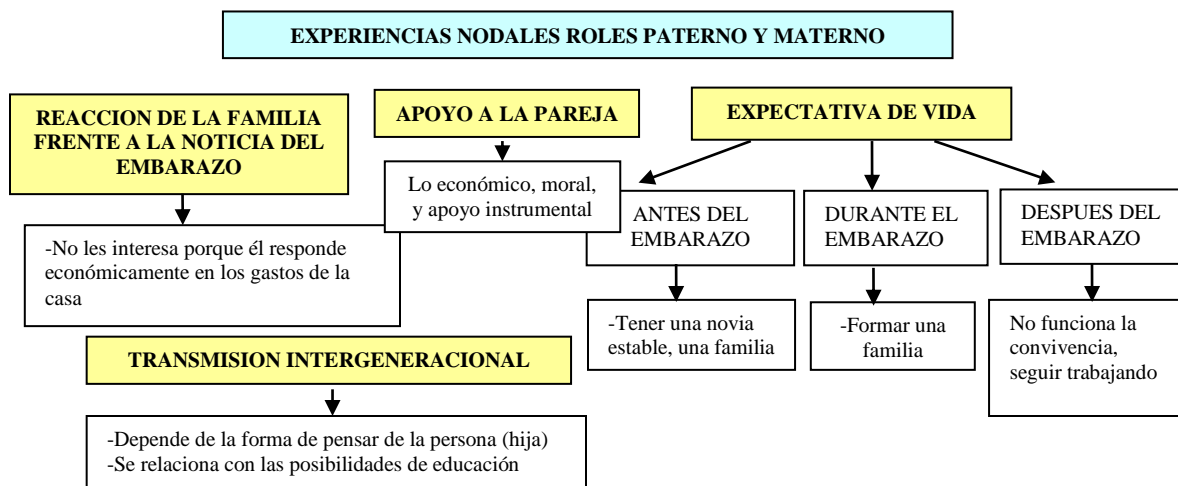 EXPERIENCIAS NODALES ROLES PATERNO Y MATERNO
REACCION DE LA FAMILIA
FRENTE A LA NOTICIA DEL
EMBARAZO
-No les interesa porque él responde
económicamente en los gastos de la
casa
APOYO A LA PAREJA
Lo económico, moral,
y apoyo instrumental
EXPECTATIVA DE VIDA
ANTES DEL
EMBARAZO
-Tener una novia
estable, una familia
DURANTE EL
EMBARAZO
-Formar una
familia
DESPUES DEL
EMBARAZO
No funciona la
convivencia,
seguir trabajando
TRANSMISION INTERGENERACIONAL
-Depende de la forma de pensar de la persona (hija)
-Se relaciona con las posibilidades de educación